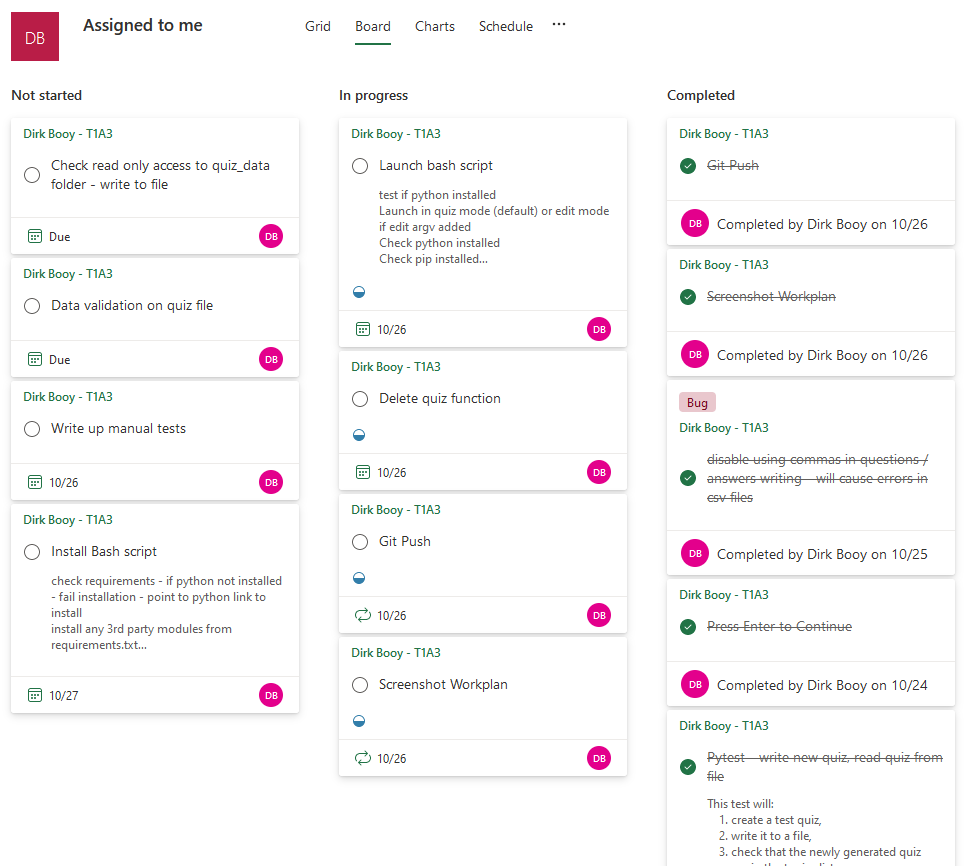 DB
Assigned to me
Grid
Board
Charts
Schedule
...
Not started
Dirk Booy - T1A3
Check read only access to quiz_data
folder - write to file
Due
DB
Dirk Booy - T1A3
Data validation on quiz file
Due
DB
Dirk Booy - T1A3
Write up manual tests
10/26
DB
Dirk Booy - T1A3
Install Bash script
check requirements - if python not installed
- fail installation - point to python link to
install
install any 3rd party modules from
requirements.txt...
10/27
DB
In progress
Dirk Booy - T1A3
Launch bash script
test if python installed
Launch in quiz mode (default) or edit mode
if edit argv added
Check python installed
Check pip installed...
10/26
DB
Dirk Booy - T1A3
Delete quiz function
10/26
DB
Dirk Booy - T1A3
Git Push
10/26
DB
Dirk Booy - T1A3
Screenshot Workplan
10/26
DB
Completed
Dirk Booy - T1A3
Git Push
DB
Completed by Dirk Booy on 10/26
Dirk Booy - T1A3
Screenshot Workplan
DB
Completed by Dirk Booy on 10/26
Bug
Dirk Booy - T1A3
disable using commas in questions /
answers writing - will cause errors in
csv files
DB
Completed by Dirk Booy on 10/25
Dirk Booy - T1A3
Press Enter to Continue
DB
Completed by Dirk Booy on 10/24
Dirk Booy - T1A3
Pytest - write new quiz, read quiz from
file
This test will:
1. create a test quiz,
2. write it to a file,
3. check that the newly generated quiz